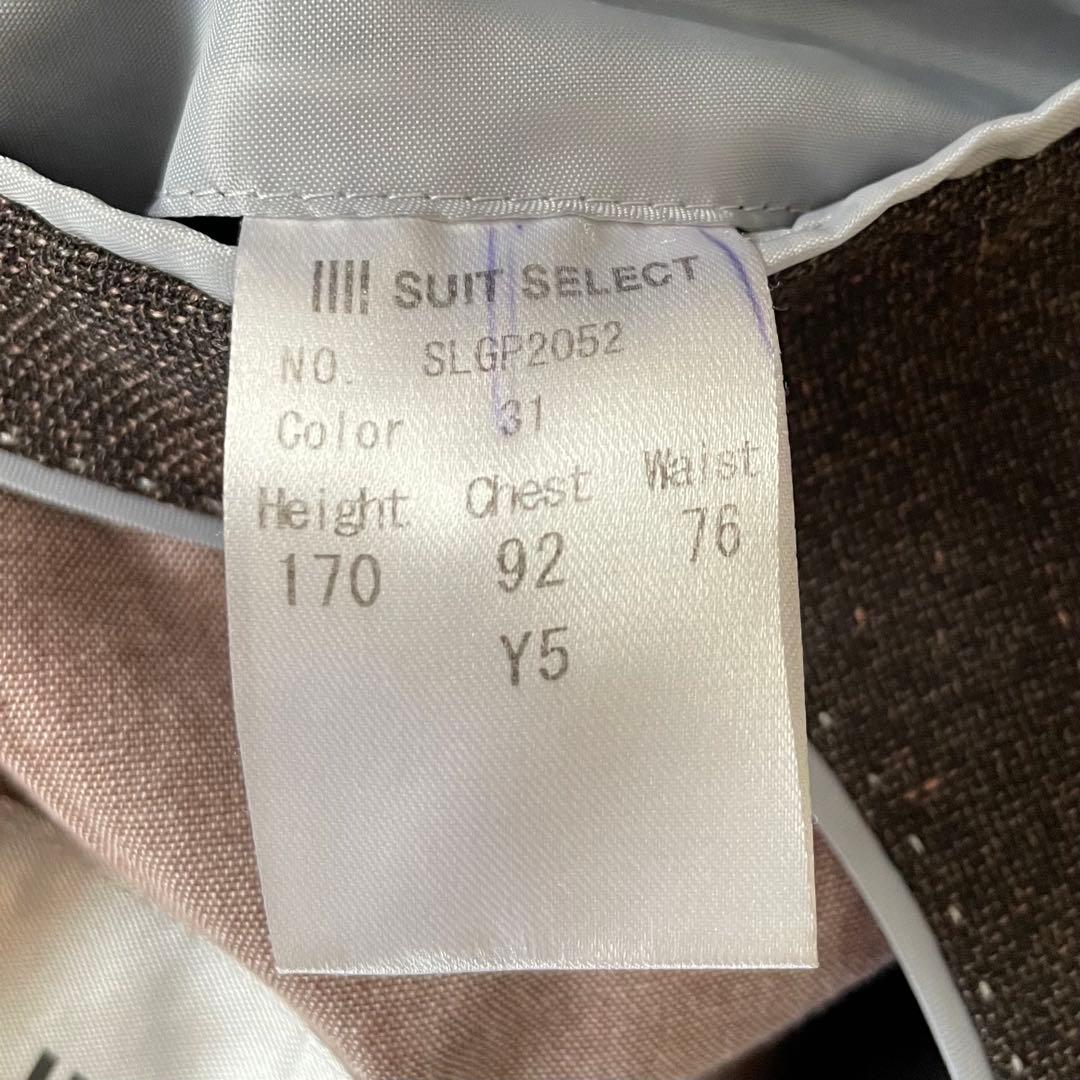 SUIT SELECT
NO. SLGP2052
Color 31
Height Chest Waist
170 92 76
Y5